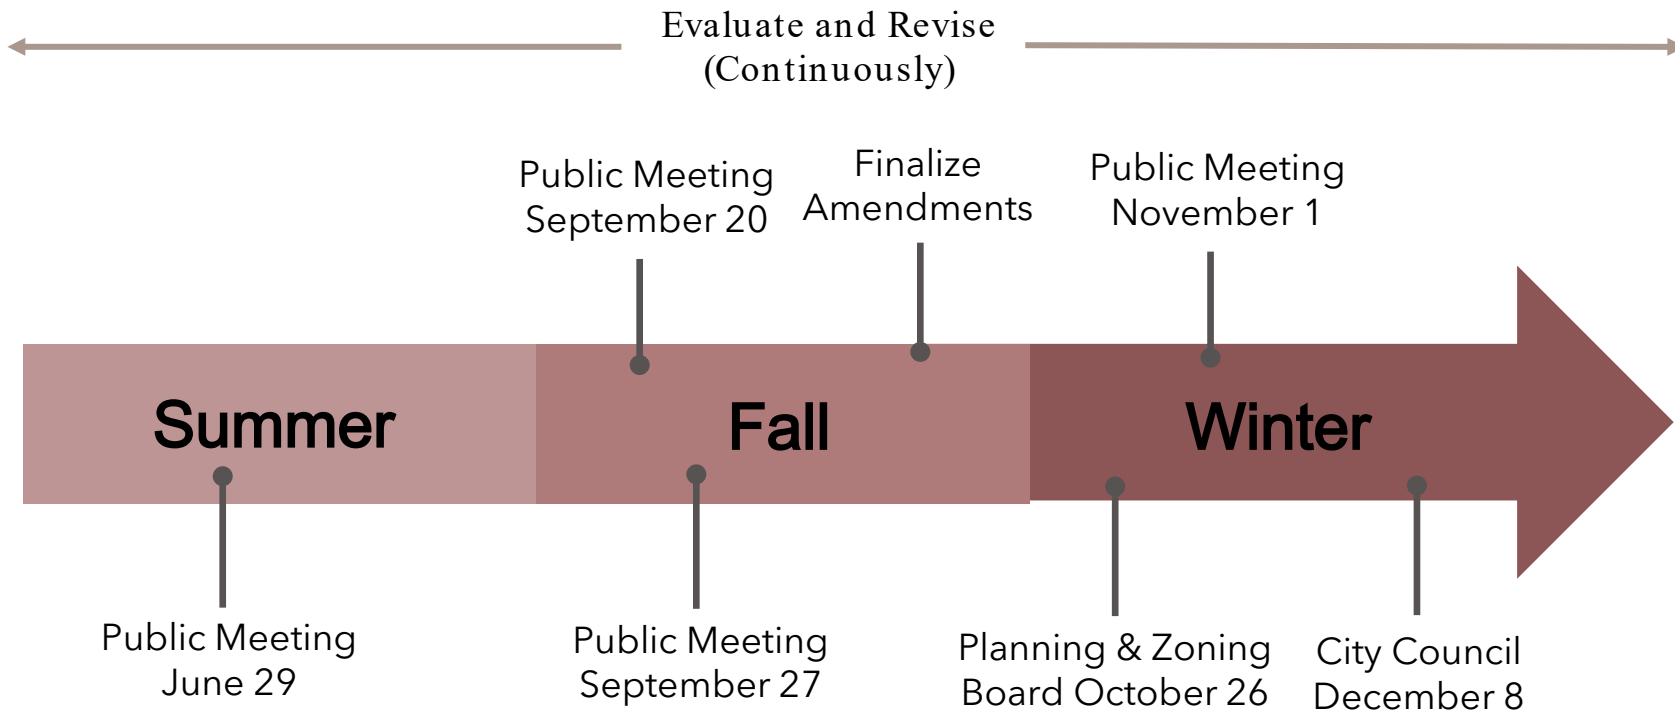 Evaluate and Revise
(Continuously)
Public Meeting
September 20
Finalize
Amendments
Public Meeting
November 1
Summer
Fall
Winter
Public Meeting
June 29
Public Meeting
September 27
Planning & Zoning
Board October 26
City Council
December 8